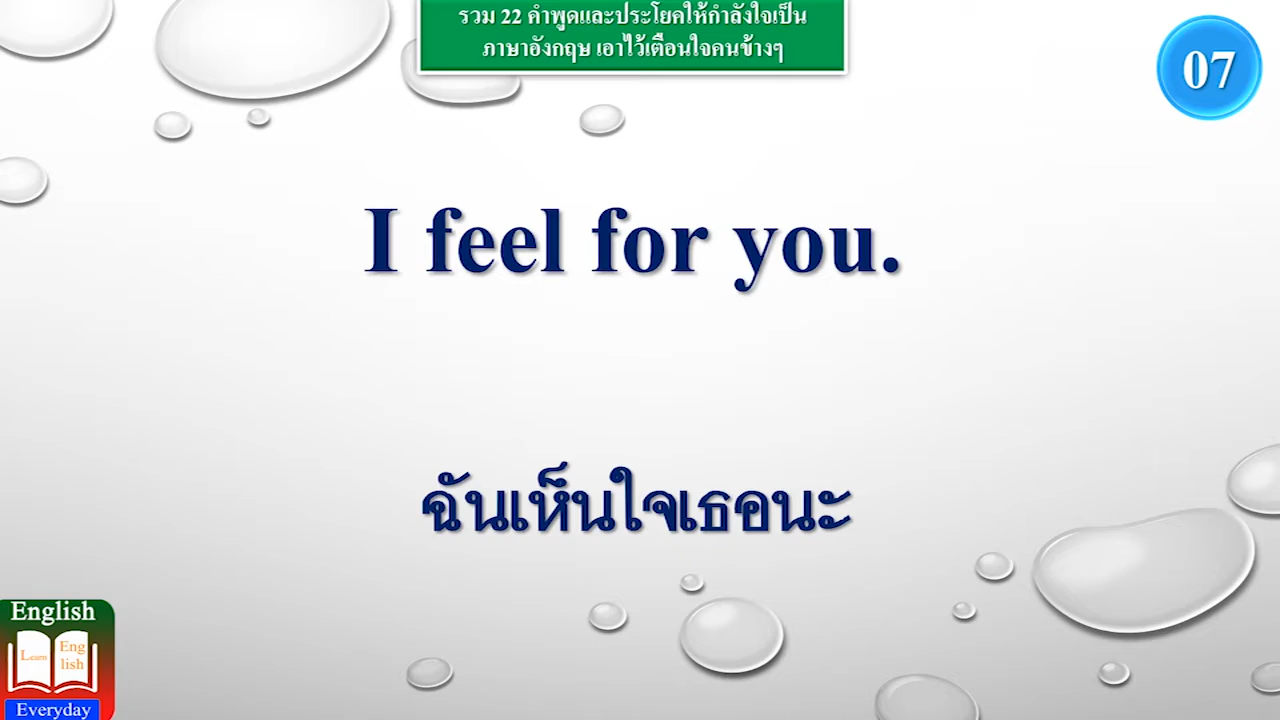 รวม 22 คำพูดและประโยคให้กำลังใจเป็น
ภาษาอังกฤษ เอาไว้เตือนใจคนข้างๆ
07
I feel for you.
ฉันเห็นใจเธอนะ
English
Learn Eng
lish
Everyday